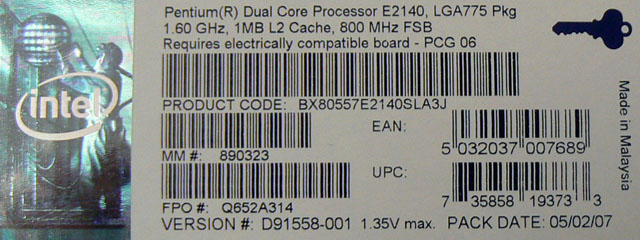 Pentium(R) Dual Core Processor E2140, LGA775 Pkg
1.60 GHz, 1MB L2 Cache, 800 MHz FSB
Requires electrically compatible board - PCG 06
intel
PRODUCT CODE: BX80557E2140SLA3J
EAN:
5 032037 007689
MM #: 890323
UPC:
7 35858 19373 3
FPO #: Q652A314
VERSION #: D91558-001 1.35V max. PACK DATE: 05/02/07
Made in Malaysia